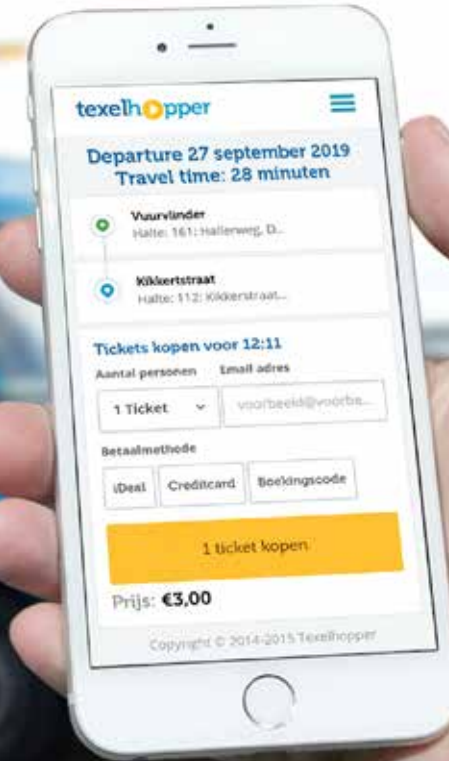 texelhopper
Departure 27 september 2019
Travel time: 28 minuten
Vuurvlinder
Halte: 161: Hallerweg, D...
Kikkertstraat
Halte: 112: Kikkerstraat...
Tickets kopen voor 12:11
Aantal personen Email adres
1 Ticket voorbeeld@voorbe...
Betaalmethode
iDeal Creditcard Boekingscode
1 ticket kopen
Prijs: €3,00
Copyright © 2014-2015 Texelhopper